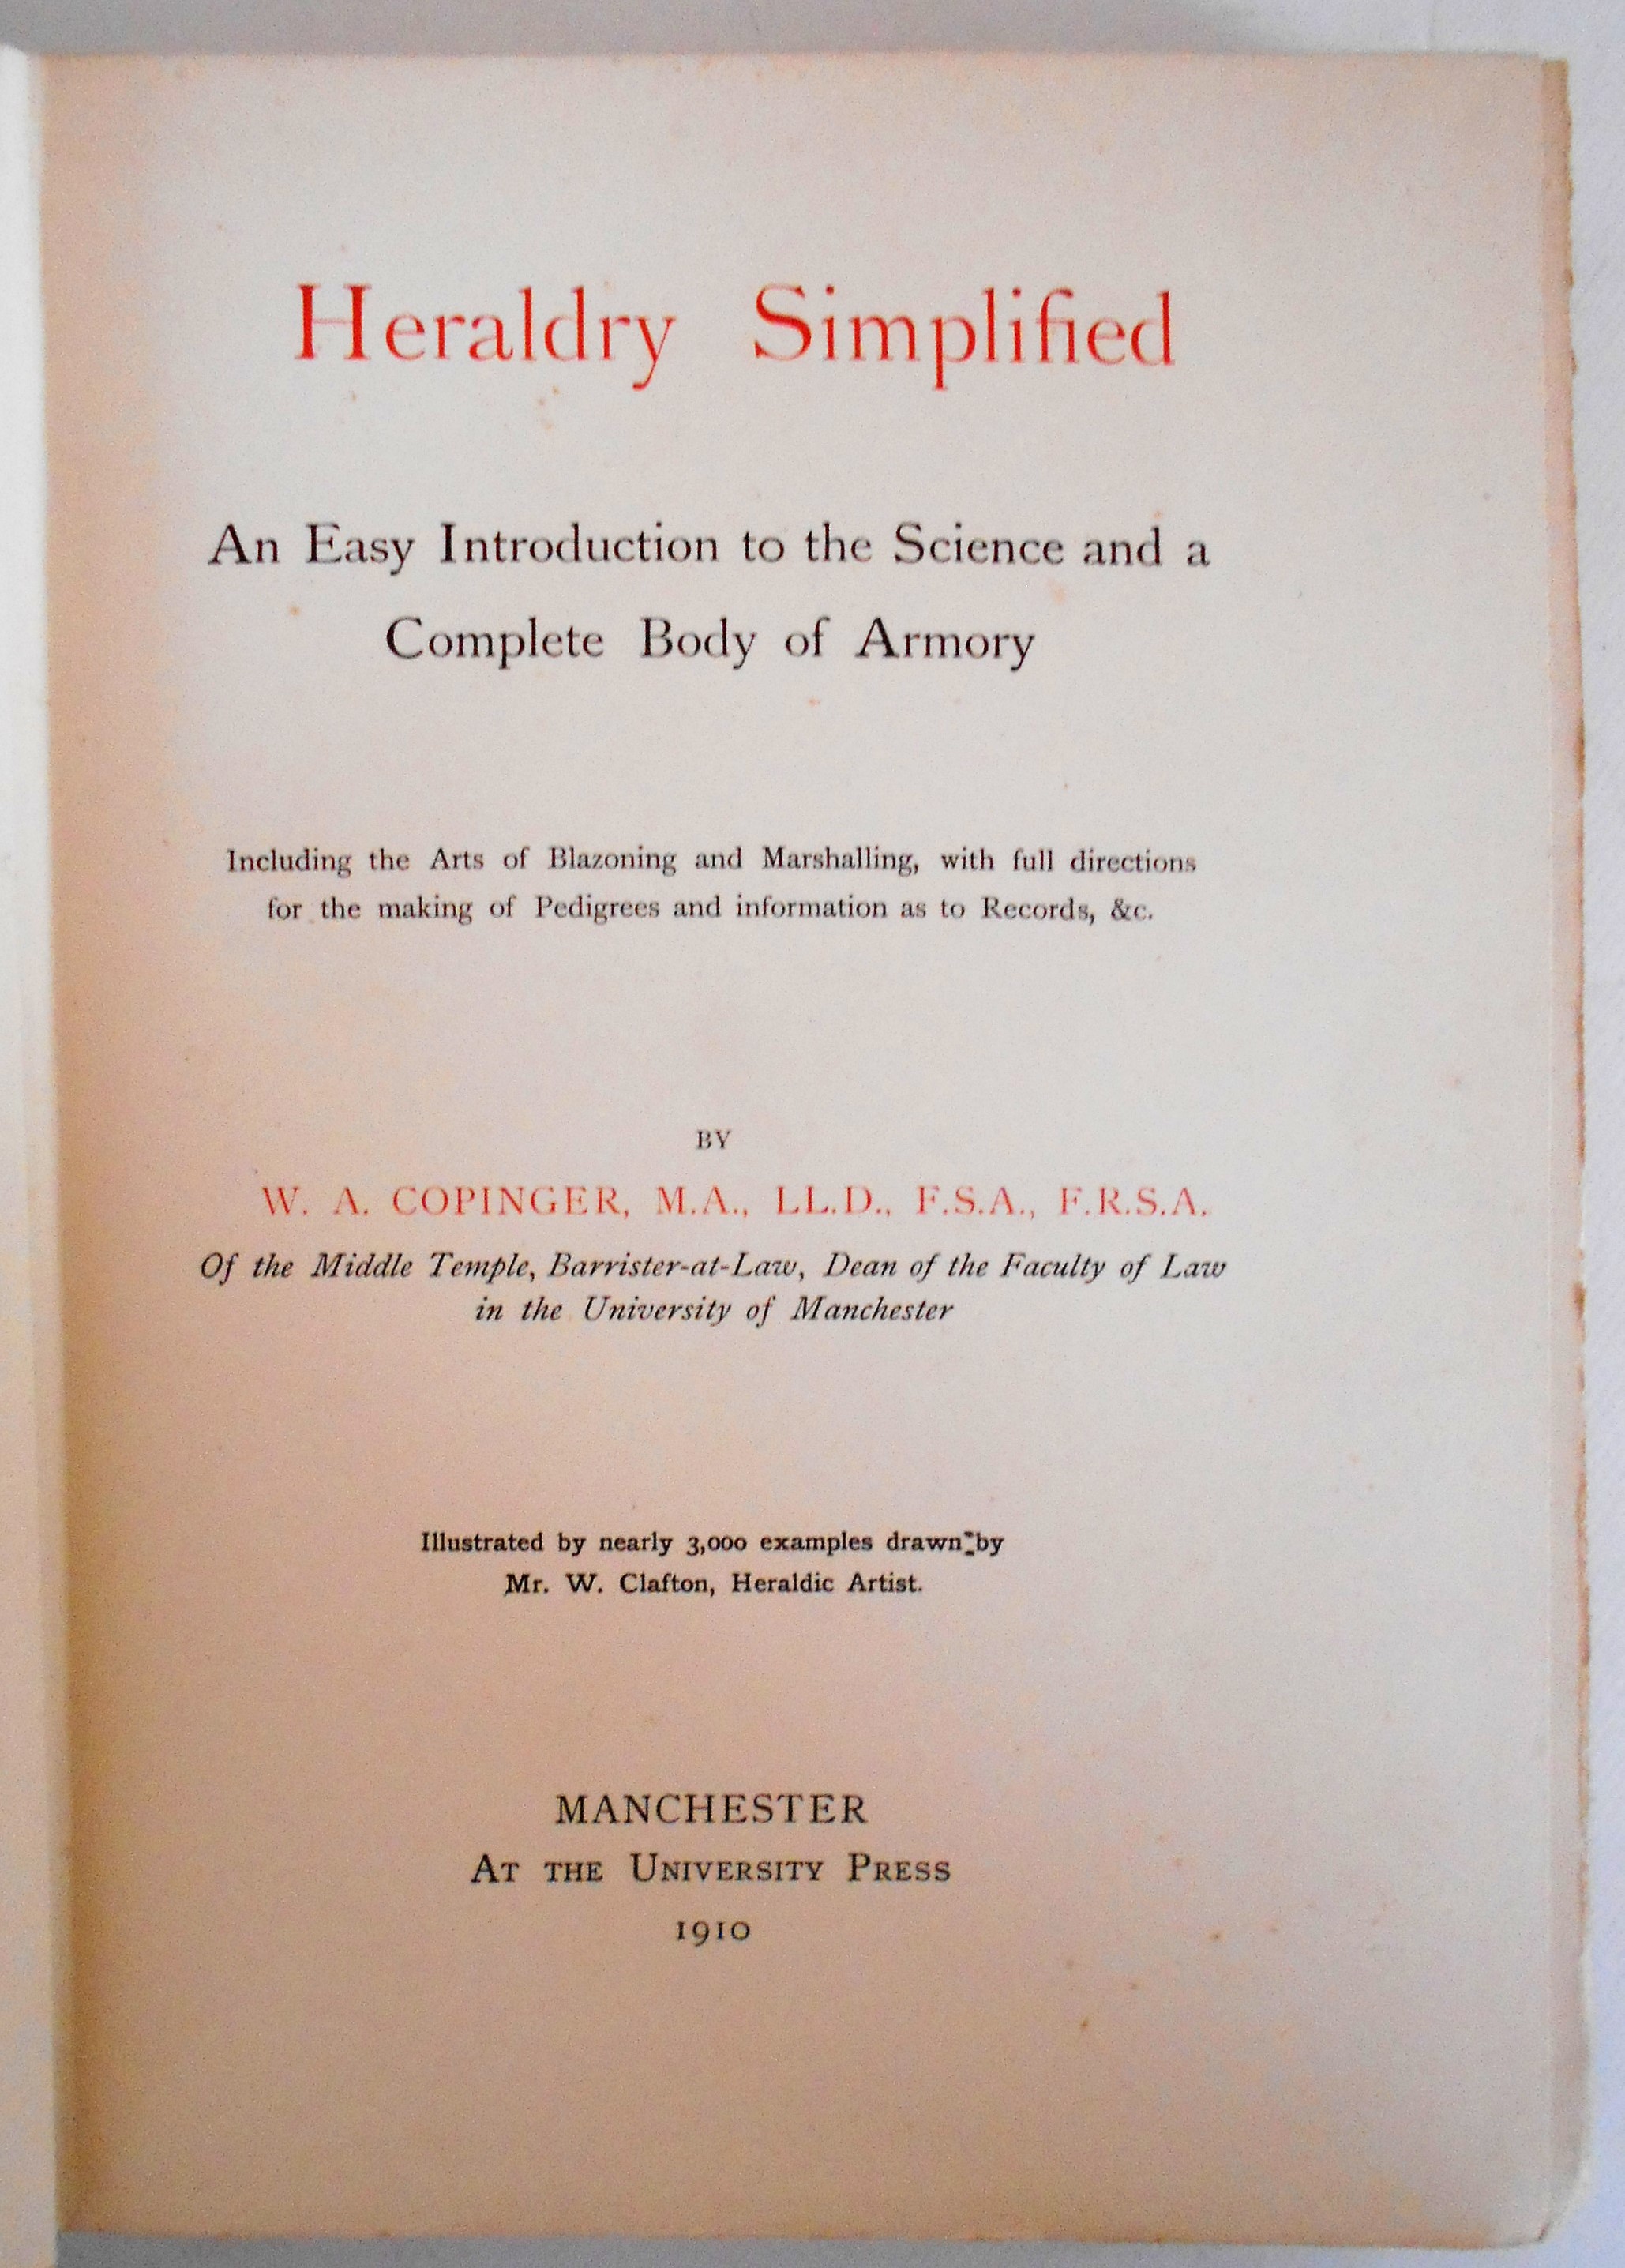 Heraldry Simplified
An Easy Introduction to the Science and a
Complete Body of Armory
Including the Arts of Blazoning and Marshalling, with full directions
for the making of Pedigrees and information as to Records, &c.
BY
W. A. COPINGER, M.A., LL.D., F.S.A., F.R.S.A.
Of the Middle Temple, Barrister-at-Law, Dean of the Faculty of Law
in the University of Manchester
Illustrated by nearly 3,000 examples drawn by
Mr. W. Clafton, Heraldic Artist.
MANCHESTER
At the University Press
1910